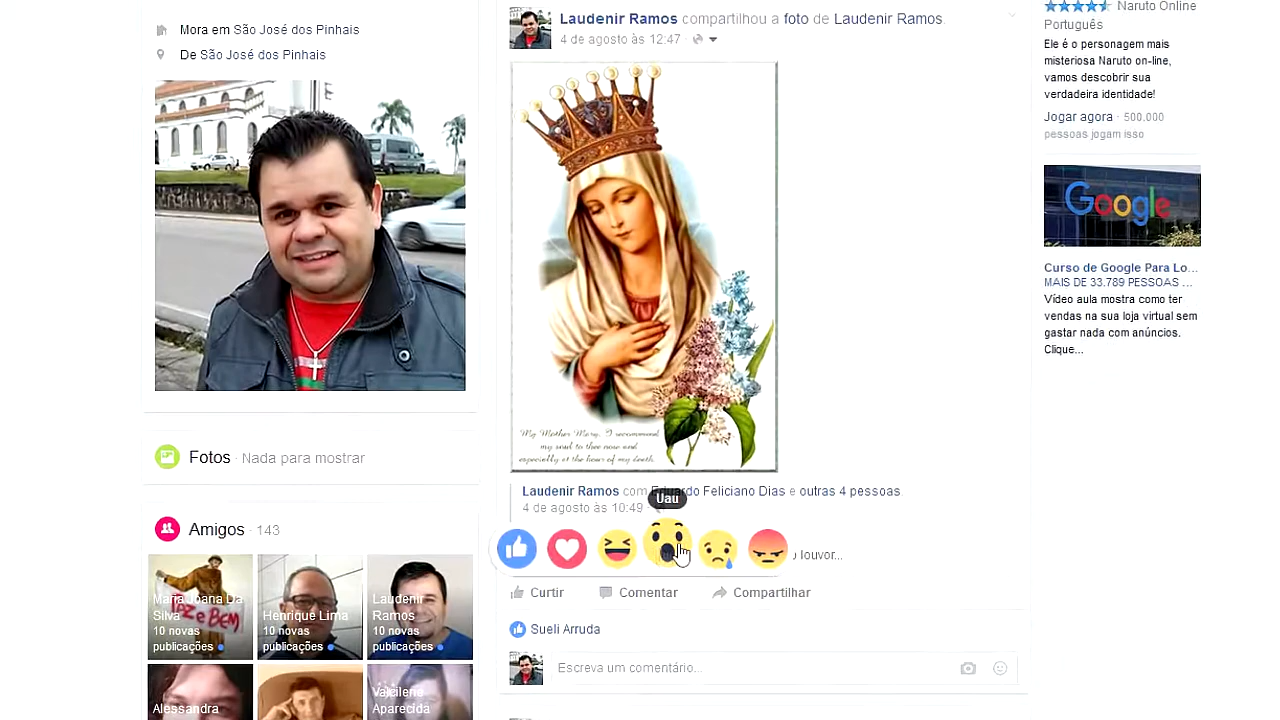 Mora em São José dos Pinhais
De São José dos Pinhais
Fotos · Nada para mostrar
Amigos · 143
Maria Joana Da
Silva
10 novas
publicações
Henrique Lima
10 novas
publicações
Laudenir
Ramos
10 novas
publicações
Alessandra
Valcilene
Aparecida
Laudenir Ramos compartilhou a foto de Laudenir Ramos.
4 de agosto às 12:47 ·
My Mother Mary, I recommend
my soul to thee now and
especially at the hour of my death.
Laudenir Ramos com Eduardo Feliciano Dias e outras 4 pessoas
4 de agosto às 10:49 ·
Uau
louvor...
Curtir
Comentar
Compartilhar
Sueli Arruda
Escreva um comentário...
Naruto Online
Português
Ele é o personagem mais
misteriosa Naruto on-line,
vamos descobrir sua
verdadeira identidade!
Jogar agora · 500.000
pessoas jogam isso
Google
Curso de Google Para Lo...
MAIS DE 33.789 PESSOAS ...
Vídeo aula mostra como ter
vendas na sua loja virtual sem
gastar nada com anúncios.
Clique...